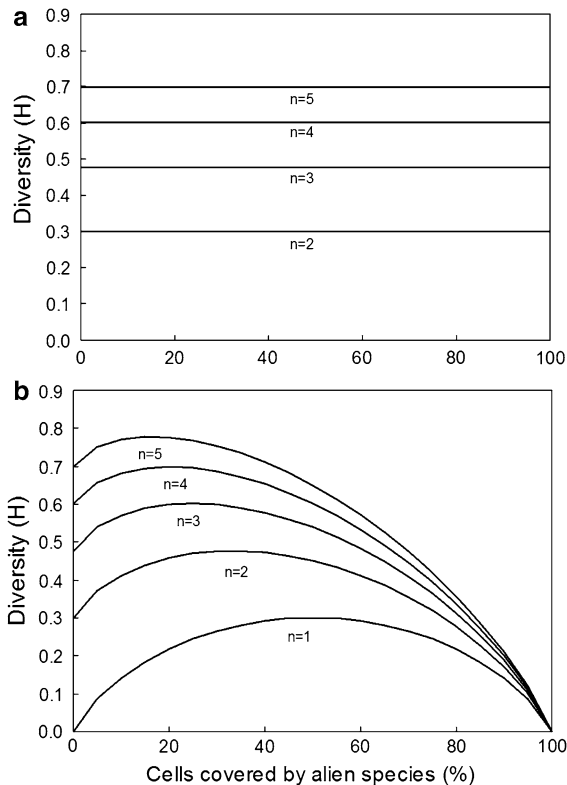 a
Diversity (H)
0.9
0.8
0.7
0.6
0.5
0.4
0.3
0.2
0.1
0.0
n=5
n=4
n=3
n=2
0 20 40 60 80 100
b
Diversity (H)
0.9
0.8
0.7
0.6
0.5
0.4
0.3
0.2
0.1
0.0
n=5
n=4
n=3
n=2
n=1
0 20 40 60 80 100
Cells covered by alien species (%)